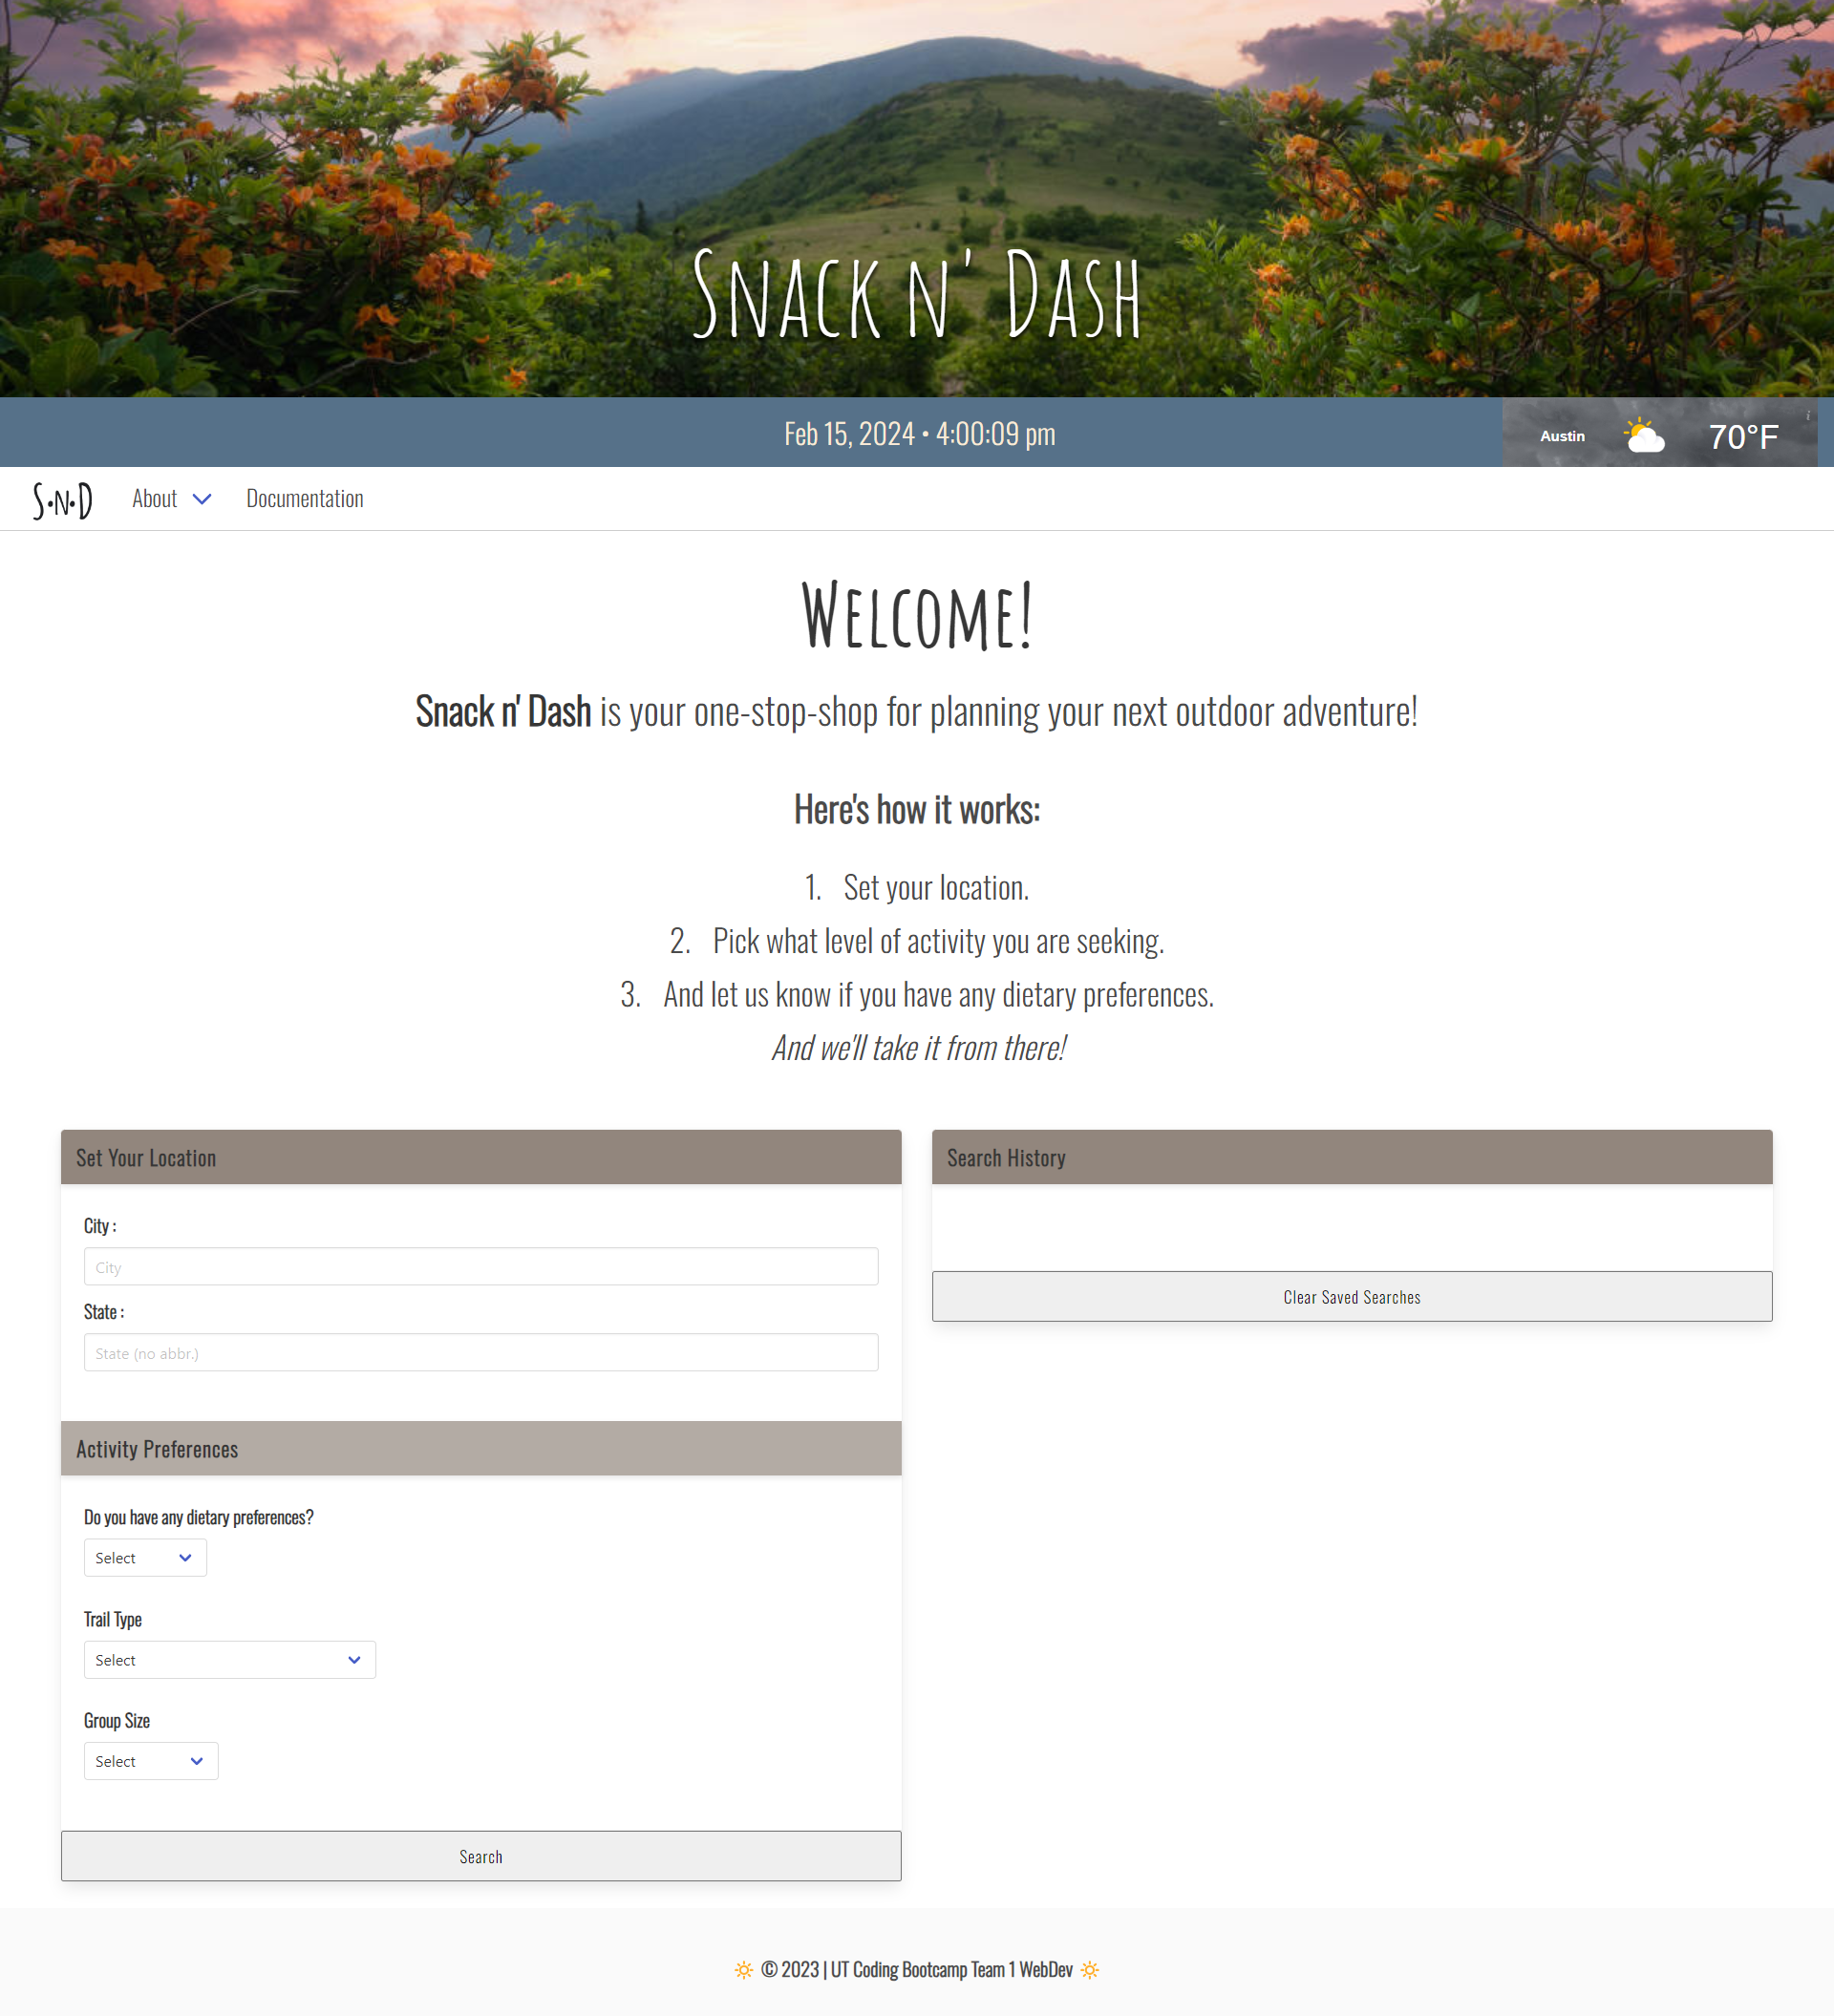 Snack n' Dash
Feb 15, 2024 • 4:00:09 pm
Austin
70°F
i
S•N•D
About
Documentation
Welcome!
Snack n' Dash is your one-stop-shop for planning your next outdoor adventure!
Here's how it works:
1. Set your location.
2. Pick what level of activity you are seeking.
3. And let us know if you have any dietary preferences.
And we'll take it from there!
Set Your Location
City :
City
State :
State (no abbr.)
Activity Preferences
Do you have any dietary preferences?
Select
Trail Type
Select
Group Size
Select
Search
Search History
Clear Saved Searches
© 2023 | UT Coding Bootcamp Team 1 WebDev